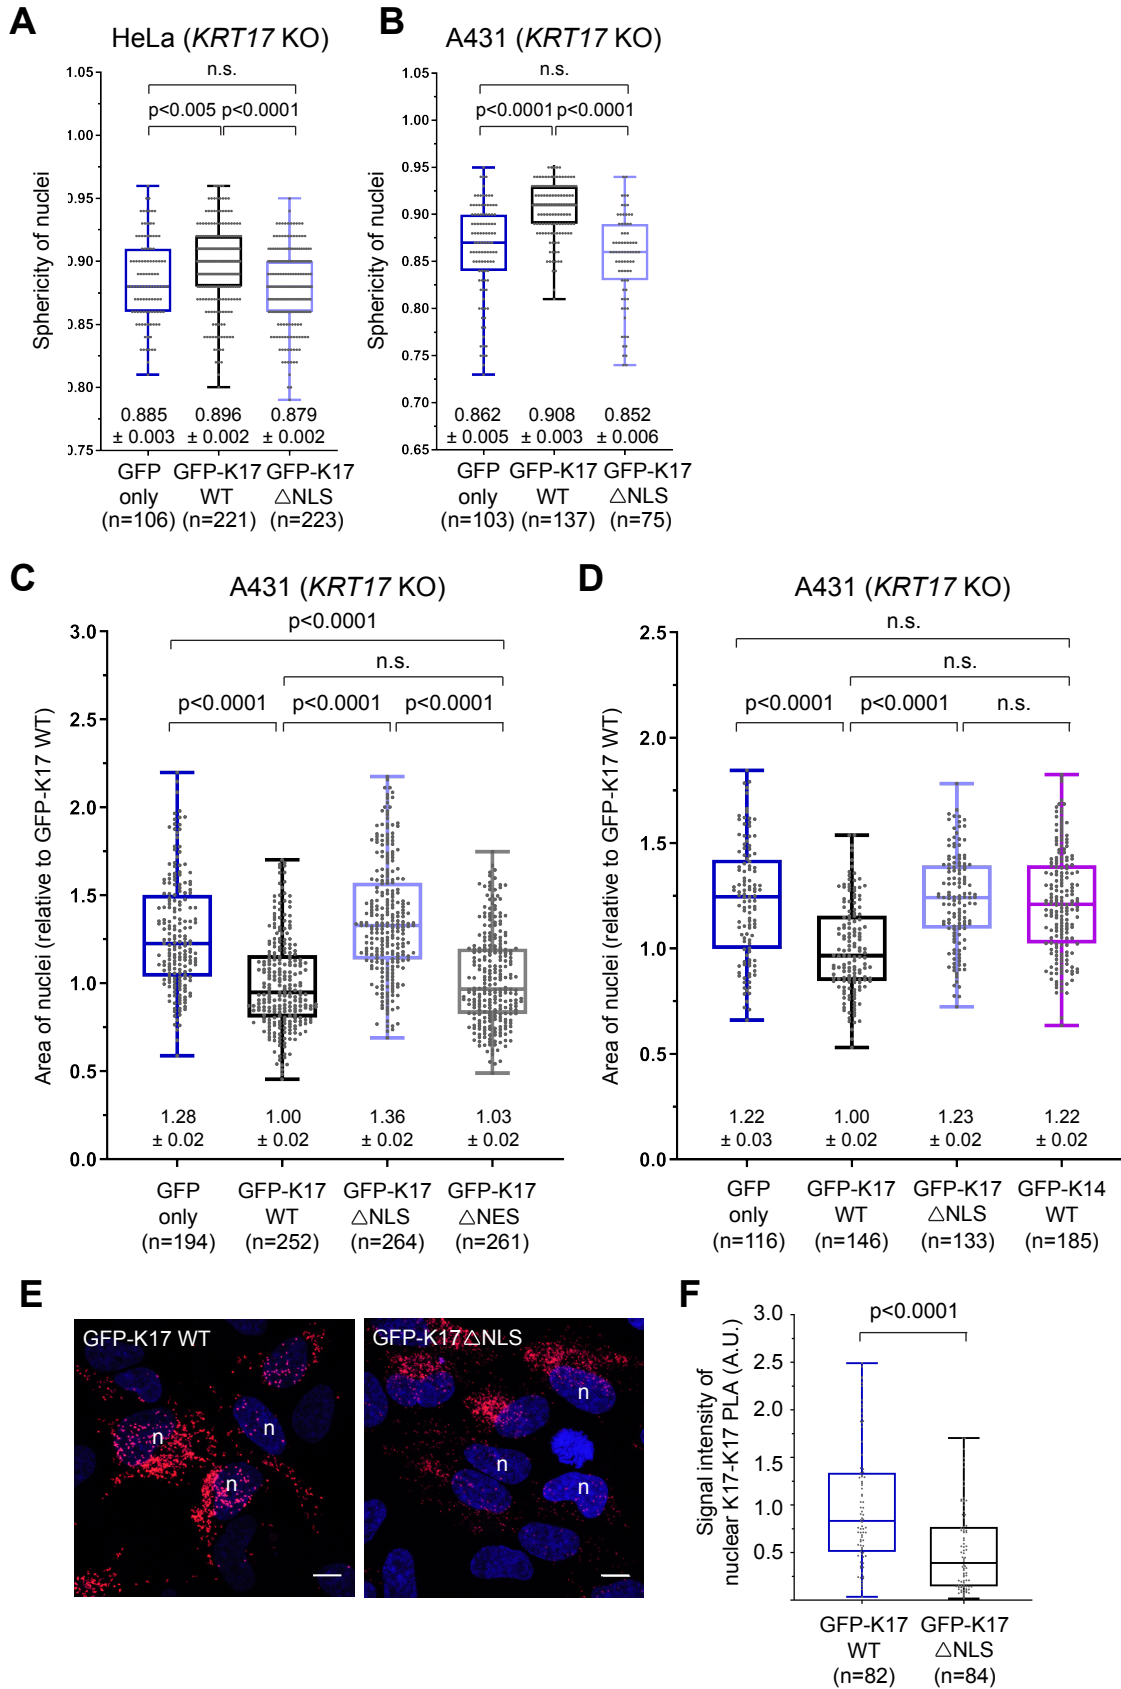 A
HeLa (KRT17 KO)
n.s.
p<0.005 p<0.0001
Sphericity of nuclei
1.05
1.00
0.95
0.90
0.85
0.80
0.75
0.885 0.896 0.879
± 0.003 ± 0.002 ± 0.002
GFP GFP-K17 GFP-K17
only WT △NLS
(n=106) (n=221) (n=223)
B
A431 (KRT17 KO)
n.s.
p<0.0001 p<0.0001
Sphericity of nuclei
1.05
1.00
0.95
0.90
0.85
0.80
0.75
0.70
0.65
0.862 0.908 0.852
± 0.005 ± 0.003 ± 0.006
GFP GFP-K17 GFP-K17
only WT △NLS
(n=103) (n=137) (n=75)
C
A431 (KRT17 KO)
p<0.0001
n.s.
p<0.0001 p<0.0001 p<0.0001
Area of nuclei (relative to GFP-K17 WT)
3.0
2.5
2.0
1.5
1.0
0.5
0.0
1.28 1.00 1.36 1.03
± 0.02 ± 0.02 ± 0.02 ± 0.02
GFP GFP-K17 GFP-K17 GFP-K17
only WT △NLS △NES
(n=194) (n=252) (n=264) (n=261)
D
A431 (KRT17 KO)
n.s.
n.s.
p<0.0001 p<0.0001 n.s.
Area of nuclei (relative to GFP-K17 WT)
2.5
2.0
1.5
1.0
0.5
0.0
1.22 1.00 1.23 1.22
± 0.03 ± 0.02 ± 0.02 ± 0.02
GFP GFP-K17 GFP-K17 GFP-K14
only WT △NLS WT
(n=116) (n=146) (n=133) (n=185)
E
GFP-K17 WT
n
n
n
GFP-K17△NLS
n
n
n
F
p<0.0001
Signal intensity of
nuclear K17-K17 PLA (A.U.)
3.0
2.5
2.0
1.5
1.0
0.5
GFP-K17 GFP-K17
WT △NLS
(n=82) (n=84)